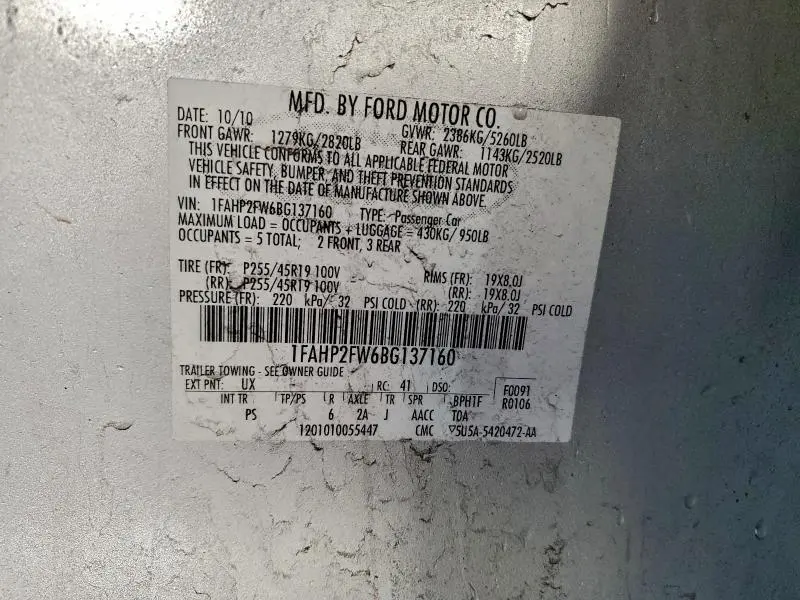 MFD. BY FORD MOTOR CO.
DATE: 10/10 GVWR: 2386KG/5260LB
FRONT GAWR: 1279KG/2820LB REAR GAWR: 1143KG/2520LB
THIS VEHICLE CONFORMS TO ALL APPLICABLE FEDERAL MOTOR
VEHICLE SAFETY, BUMPER, AND THEFT PREVENTION STANDARDS
IN EFFECT ON THE DATE OF MANUFACTURE SHOWN ABOVE.
VIN: 1FAHP2FW6BG137160 TYPE: Passenger Car
MAXIMUM LOAD = OCCUPANTS + LUGGAGE = 430KG/ 950LB
OCCUPANTS = 5 TOTAL; 2 FRONT, 3 REAR
TIRE (FR): P255/45R19 100V RIMS (FR): 19X8.0J
(RR): P255/45R19 100V (RR): 19X8.0J
PRESSURE (FR): 220 kPa/ 32 PSI COLD (RR): 220 kPa/ 32 PSI COLD
1FAHP2FW6BG137160
TRAILER TOWING - SEE OWNER GUIDE
EXT PNT: UX RC: 41 DSO: F0091
INT TR TP/PS R AXLE TR SPR BPH1F R0106
PS 6 2A J AACC TOA
1201010055447 CMC 5U5A-5420472-AA